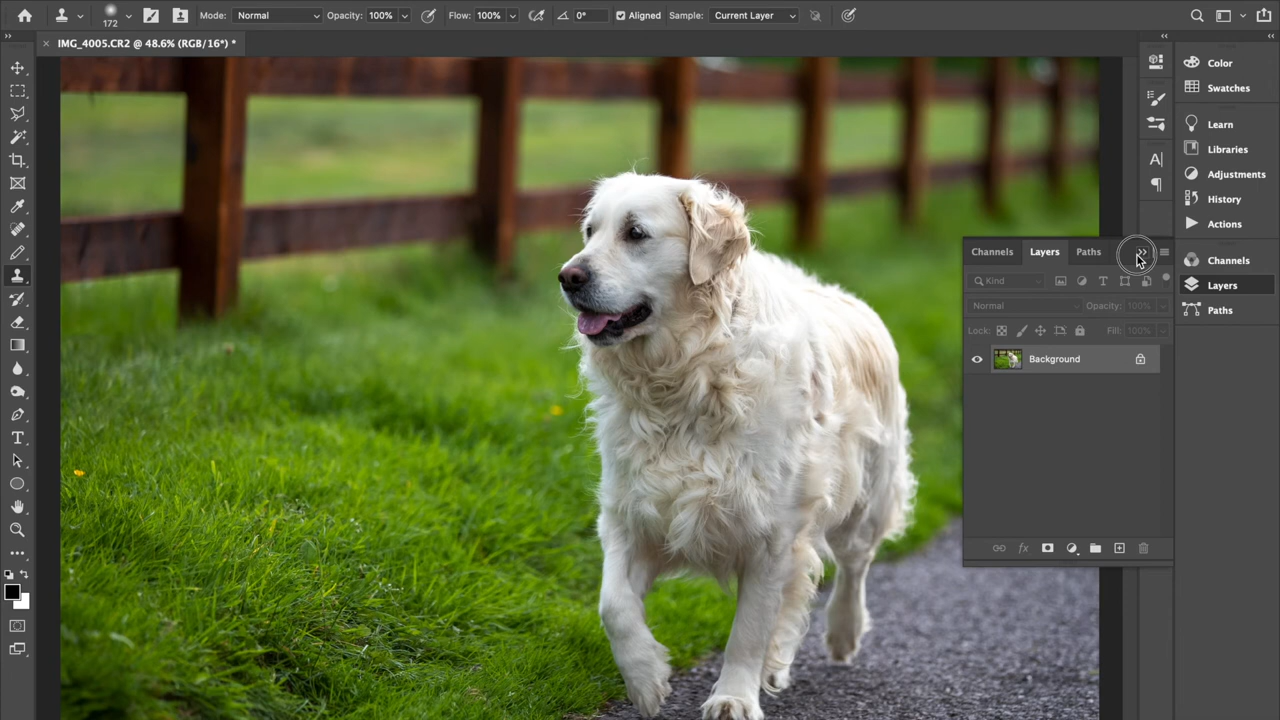 172
Mode: Normal Opacity: 100% Flow: 100% 0° Aligned Sample: Current Layer
IMG_4005.CR2 @ 48.6% (RGB/16*) *
Color
Swatches
Learn
Libraries
Adjustments
History
Actions
Channels
Layers
Paths
Channels Layers Paths
Kind
Normal Opacity: 100%
Lock: Fill: 100%
Background
fx